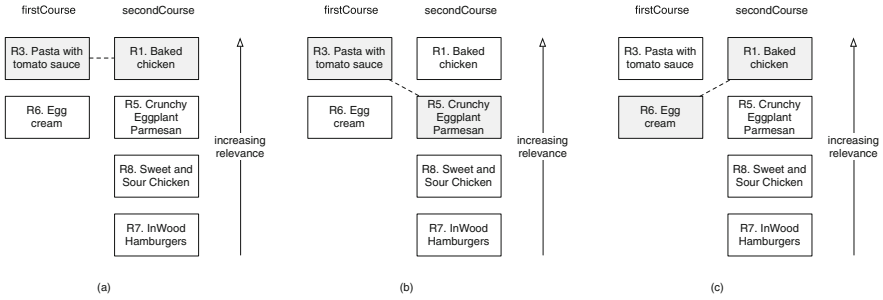 firstCourse
secondCourse
R3. Pasta with
tomato sauce
R1. Baked
chicken
R6. Egg
cream
R5. Crunchy
Eggplant
Parmesan
R8. Sweet and
Sour Chicken
R7. InWood
Hamburgers
increasing
relevance
(a)
firstCourse
secondCourse
R3. Pasta with
tomato sauce
R1. Baked
chicken
R6. Egg
cream
R5. Crunchy
Eggplant
Parmesan
R8. Sweet and
Sour Chicken
R7. InWood
Hamburgers
increasing
relevance
(b)
firstCourse
secondCourse
R3. Pasta with
tomato sauce
R1. Baked
chicken
R6. Egg
cream
R5. Crunchy
Eggplant
Parmesan
R8. Sweet and
Sour Chicken
R7. InWood
Hamburgers
increasing
relevance
(c)